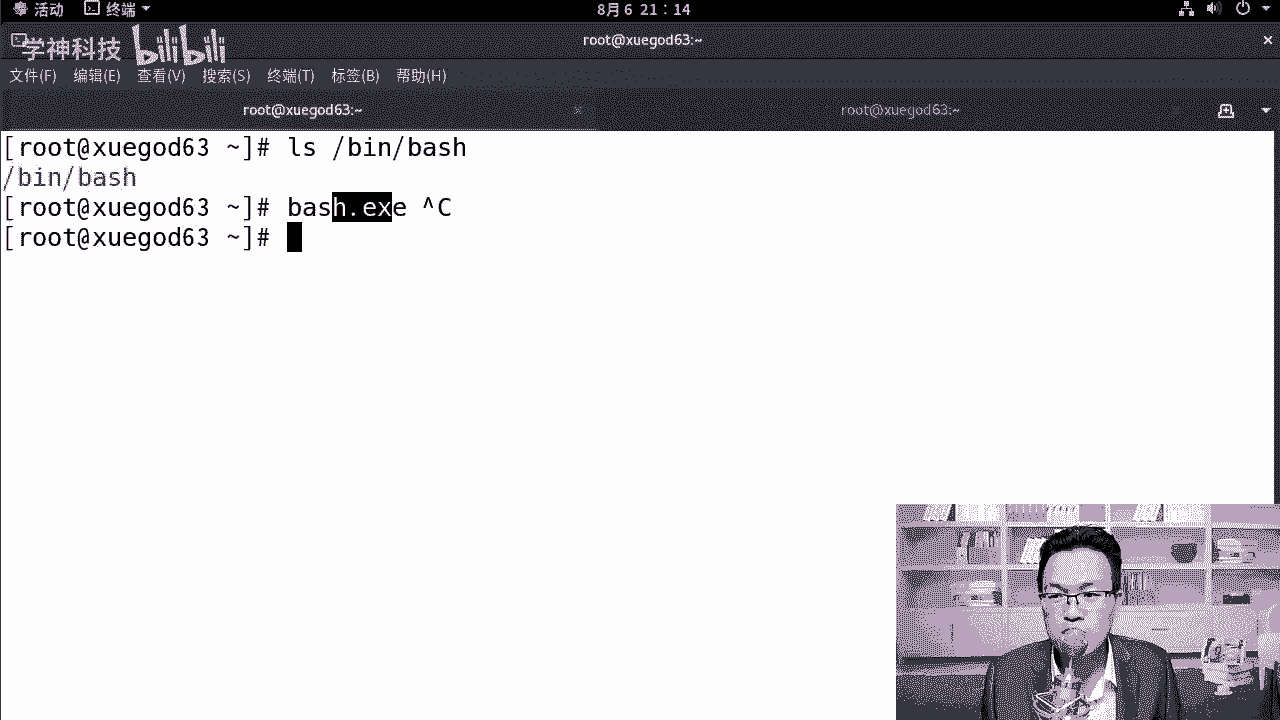 活动 终端 8月 6 21：14
学神科技 bilibili
root@xuegod63:~ ×
文件(F) 编辑(E) 查看(V) 搜索(S) 终端(T) 标签(B) 帮助(H)
root@xuegod63:~ × root@xuegod63:~
[root@xuegod63 ~]# ls /bin/bash
/bin/bash
[root@xuegod63 ~]# bash.exe ^C
[root@xuegod63 ~]#